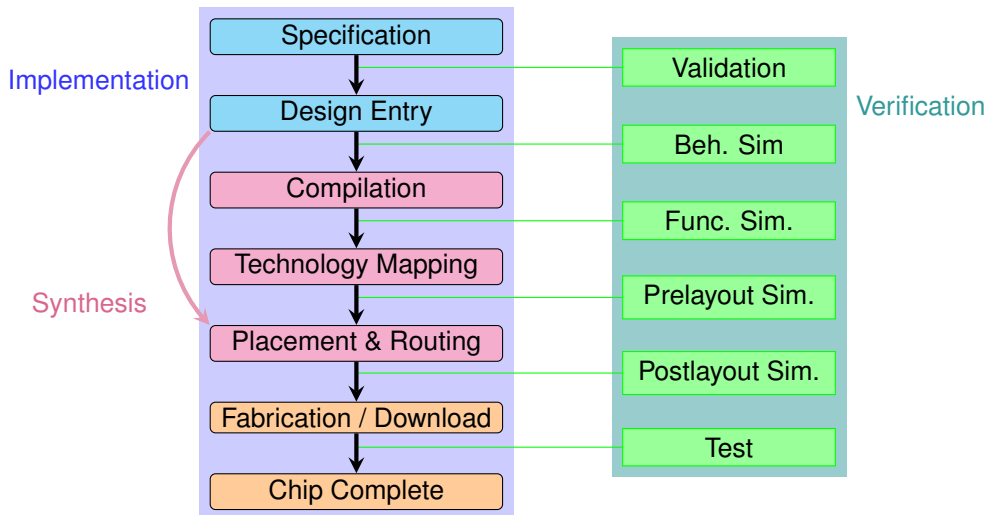 Implementation
Synthesis
Specification
Design Entry
Compilation
Technology Mapping
Placement & Routing
Fabrication / Download
Chip Complete
Validation
Beh. Sim
Func. Sim.
Prelayout Sim.
Postlayout Sim.
Test
Verification